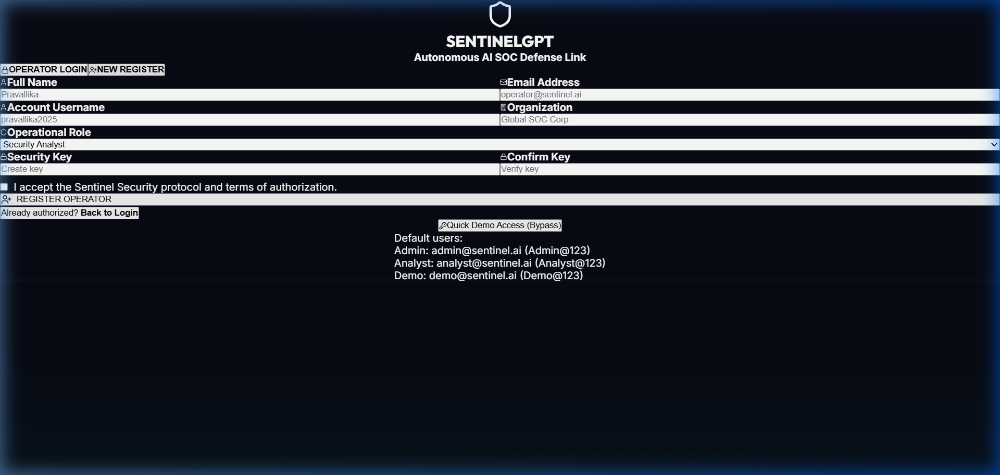 SENTINELGPT
Autonomous AI SOC Defense Link
OPERATOR LOGIN NEW REGISTER
Full Name Email Address
Pravallika operator@sentinel.ai
Account Username Organization
pravallika2025 Global SOC Corp
Operational Role
Security Analyst
Security Key Confirm Key
Create key Verify key
I accept the Sentinel Security protocol and terms of authorization.
REGISTER OPERATOR
Already authorized? Back to Login
Quick Demo Access (Bypass)
Default users:
Admin: admin@sentinel.ai (Admin@123)
Analyst: analyst@sentinel.ai (Analyst@123)
Demo: demo@sentinel.ai (Demo@123)